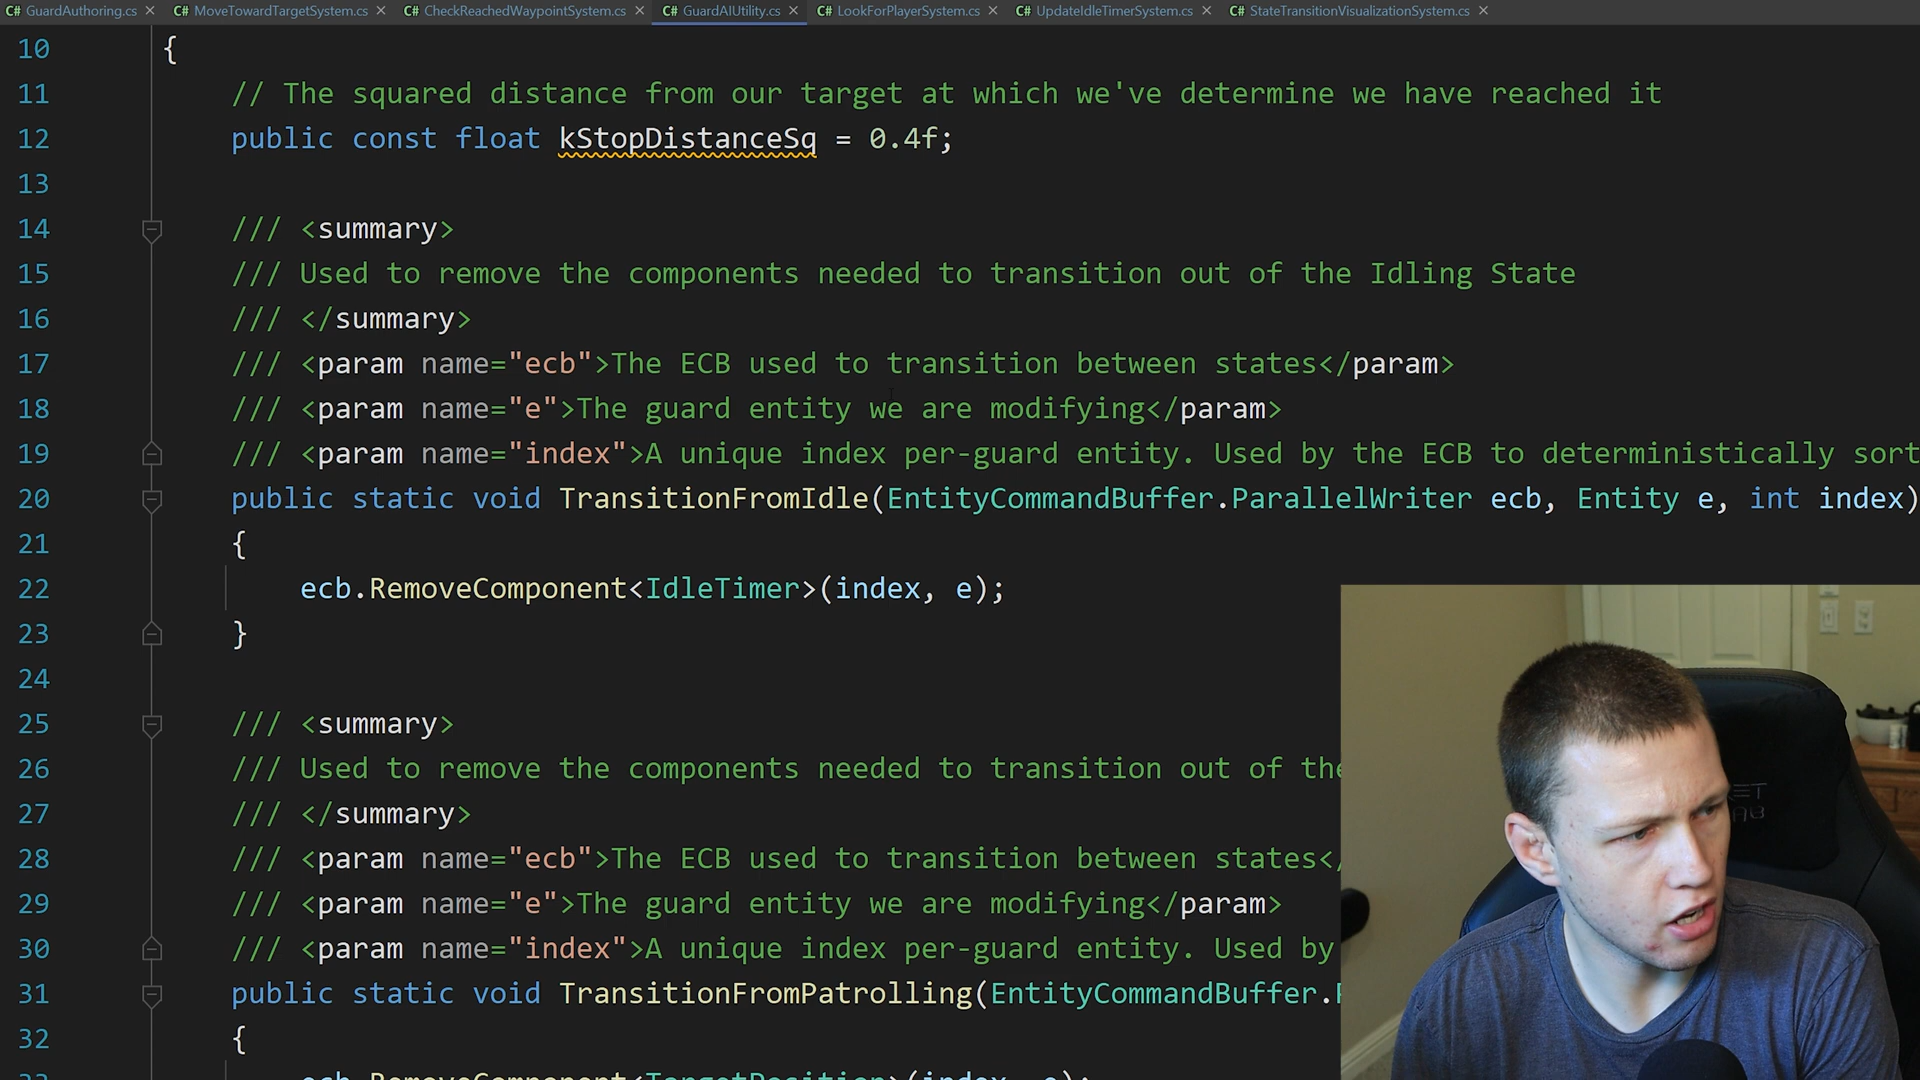 C# GuardAuthoring.cs
C# MoveTowardTargetSystem.cs
C# CheckReachedWaypointSystem.cs
C# GuardAIUtility.cs
C# LookForPlayerSystem.cs
C# UpdateIdleTimerSystem.cs
C# StateTransitionVisualizationSystem.cs
10 {
11 // The squared distance from our target at which we've determine we have reached it
12 public const float kStopDistanceSq = 0.4f;
13
14 /// <summary>
15 /// Used to remove the components needed to transition out of the Idling State
16 /// </summary>
17 /// <param name="ecb">The ECB used to transition between states</param>
18 /// <param name="e">The guard entity we are modifying</param>
19 /// <param name="index">A unique index per-guard entity. Used by the ECB to deterministically sort
20 public static void TransitionFromIdle(EntityCommandBuffer.ParallelWriter ecb, Entity e, int index)
21 {
22 ecb.RemoveComponent<IdleTimer>(index, e);
23 }
24
25 /// <summary>
26 /// Used to remove the components needed to transition out of the
27 /// </summary>
28 /// <param name="ecb">The ECB used to transition between states</
29 /// <param name="e">The guard entity we are modifying</param>
30 /// <param name="index">A unique index per-guard entity. Used by
31 public static void TransitionFromPatrolling(EntityCommandBuffer.
32 {
ecb.RemoveComponent<TargetPosition>(index, e);